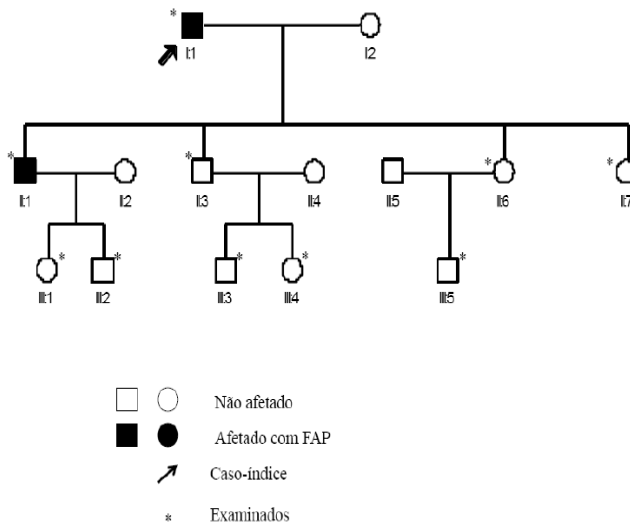 * I:1 I:2
* II:1 II:2 * II:3 II:4 II:5 * II:6 * II:7
III:1 * III:2 * III:3 * III:4 * III:5 *
Não afetado
Afetado com FAP
Caso-índice
* Examinados